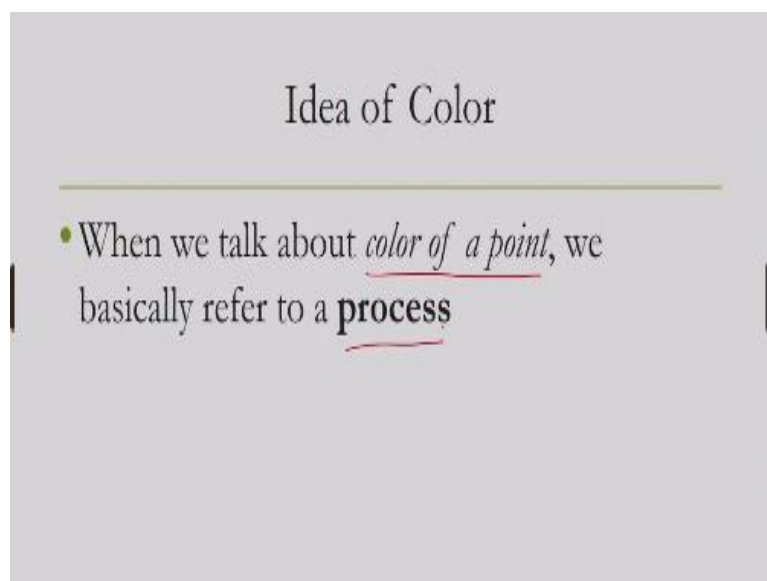 Idea of Color
•When we talk about color of a point, we
basically refer to a process